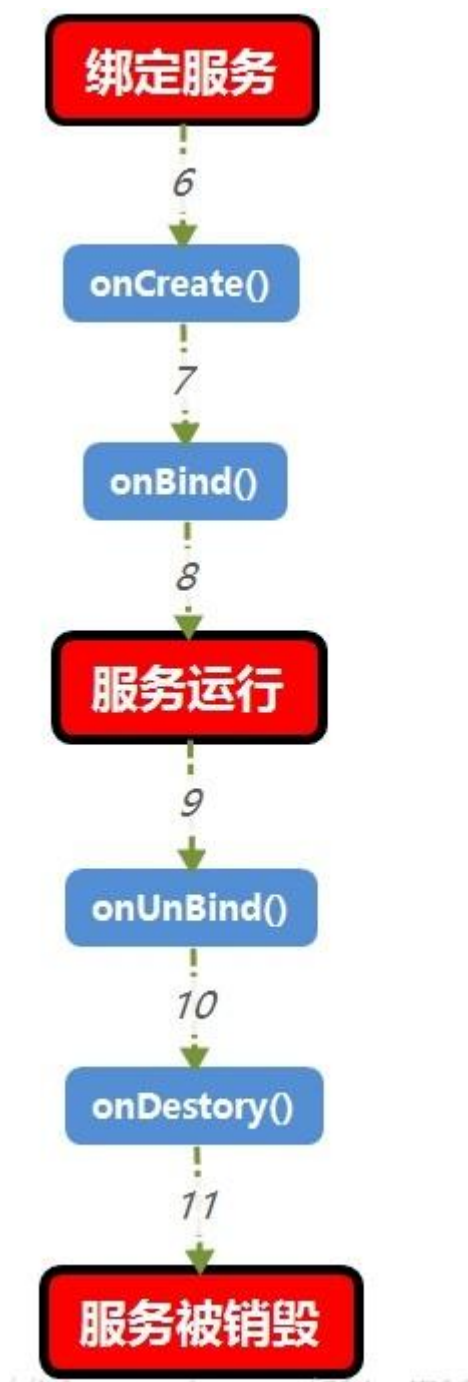 绑定服务
6
onCreate()
7
onBind()
8
服务运行
9
onUnBind()
10
onDestory()
11
服务被销毁